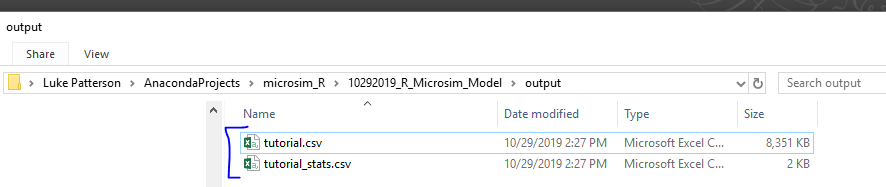 output
Share View
Luke Patterson > AnacondaProjects > microsim_R > 10292019_R_Microsim_Model > output Search output
Name Date modified Type Size
tutorial.csv 10/29/2019 2:27 PM Microsoft Excel C... 8,351 KB
tutorial_stats.csv 10/29/2019 2:27 PM Microsoft Excel C... 2 KB